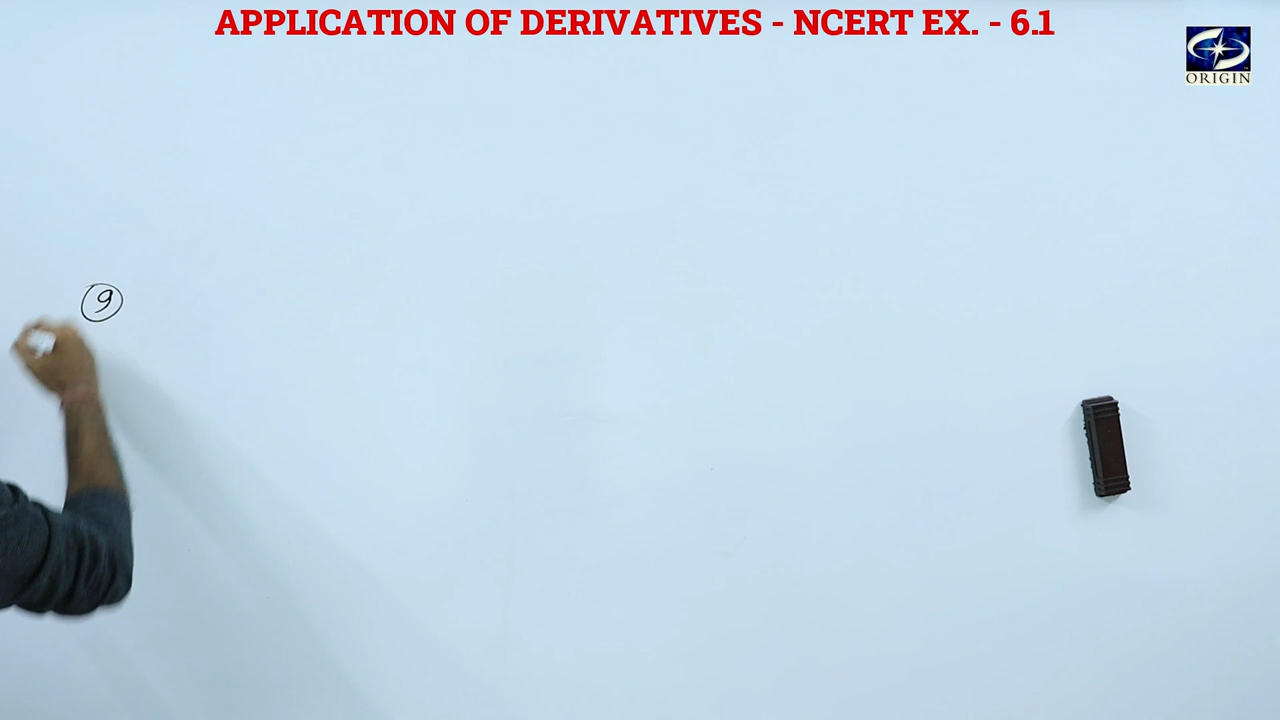 APPLICATION OF DERIVATIVES - NCERT EX. - 6.1
ORIGIN
9